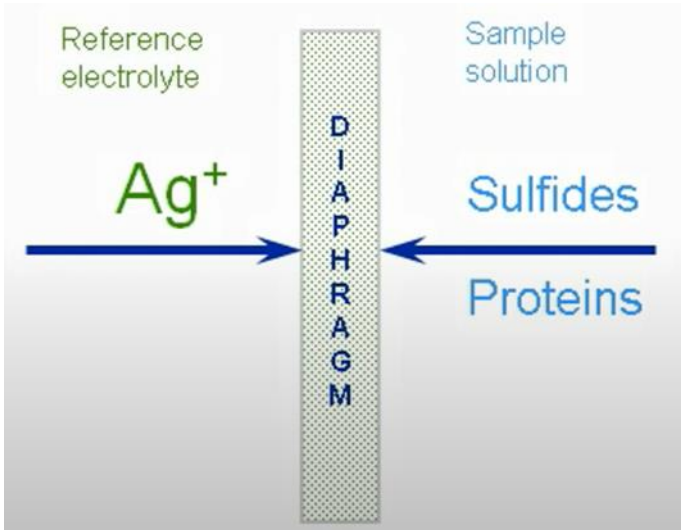 Reference
electrolyte
Sample
solution
Ag⁺
Sulfides
Proteins
DIAPHRAGM